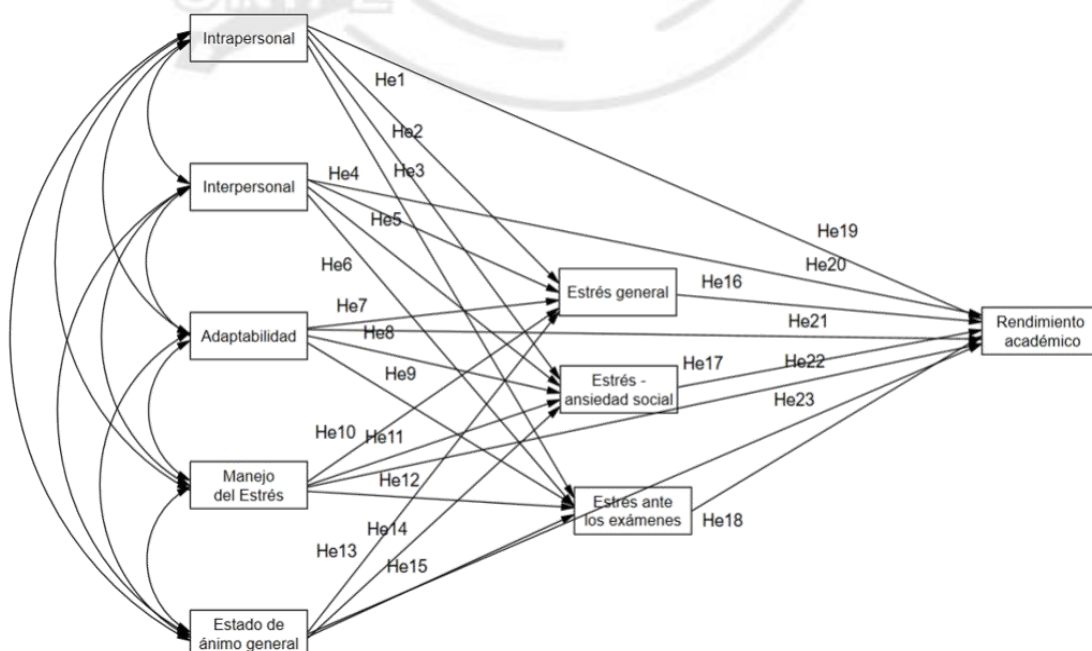 Intrapersonal
He1
He2
He3
Interpersonal
He4
He5
He6
He19
He20
Estrés general
He16
Adaptabilidad
He7
He8
He9
He21
Rendimiento
académico
Estrés -
ansiedad social
He17
He22
He23
Manejo
del Estrés
He10
He11
He12
Estrés ante
los exámenes
He18
He13
He14
He15
Estado de
ánimo general